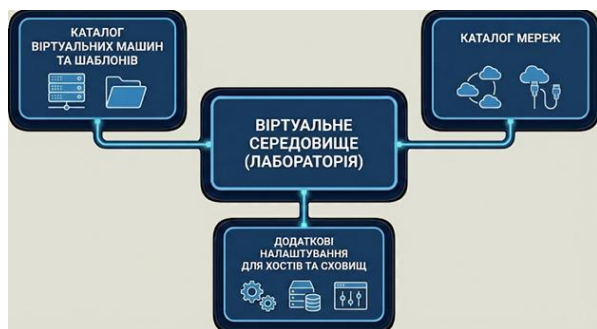 КАТАЛОГ
ВІРТУАЛЬНИХ МАШИН
ТА ШАБЛОНІВ
КАТАЛОГ МЕРЕЖ
ВІРТУАЛЬНЕ
СЕРЕДОВИЩЕ
(ЛАБОРАТОРІЯ)
ДОДАТКОВІ
НАЛАШТУВАННЯ
ДЛЯ ХОСТІВ ТА СХОВИЩ